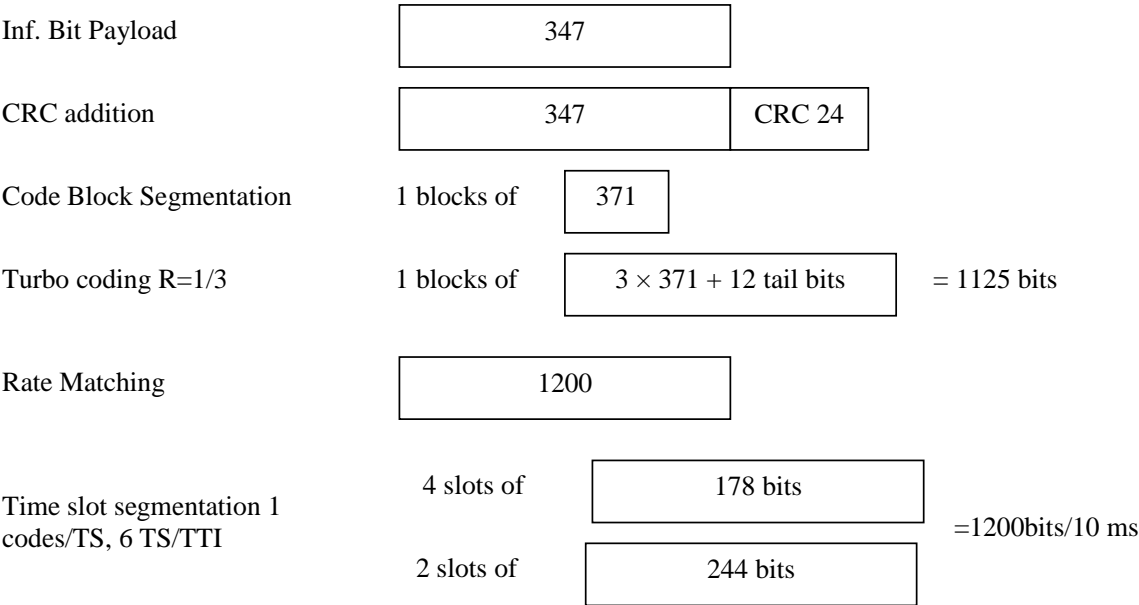 Inf. Bit Payload 347
CRC addition 347 CRC 24
Code Block Segmentation 1 blocks of 371
Turbo coding R=1/3 1 blocks of 3 × 371 + 12 tail bits = 1125 bits
Rate Matching 1200
4 slots of 178 bits
Time slot segmentation 1
codes/TS, 6 TS/TTI =1200bits/10 ms
2 slots of 244 bits